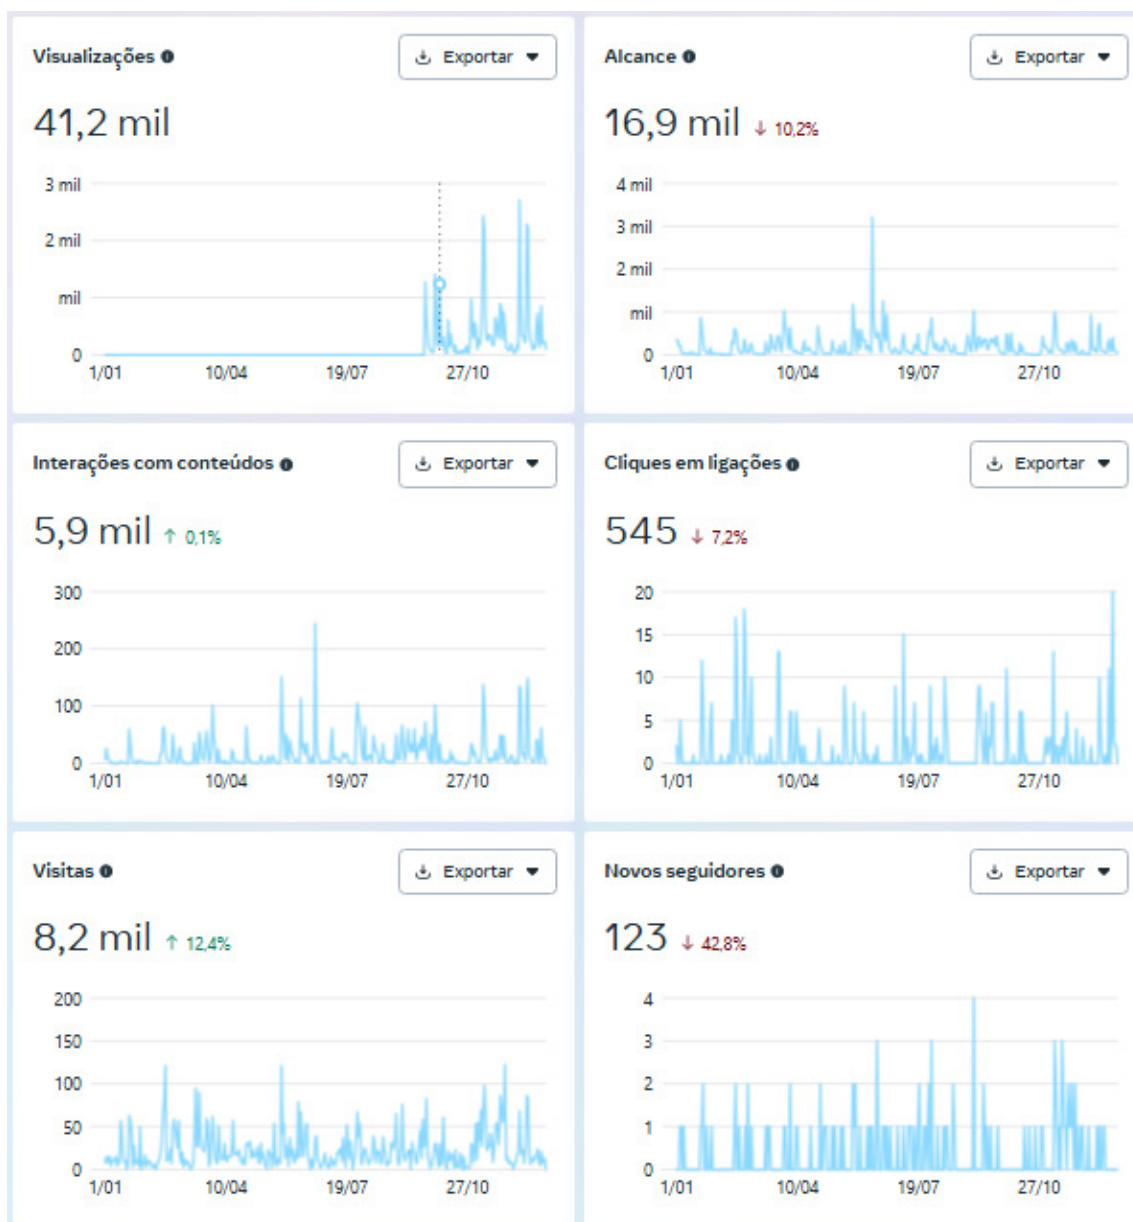 Visualizações
Exportar
41,2 mil
3 mil
2 mil
mil
0
1/01 10/04 19/07 27/10
Alcance
Exportar
16,9 mil ↓ 10,2%
4 mil
3 mil
2 mil
mil
0
1/01 10/04 19/07 27/10
Interações com conteúdos
Exportar
5,9 mil ↑ 0,1%
300
200
100
0
1/01 10/04 19/07 27/10
Cliques em ligações
Exportar
545 ↓ 7,2%
20
15
10
5
0
1/01 10/04 19/07 27/10
Visitas
Exportar
8,2 mil ↑ 12,4%
200
150
100
50
0
1/01 10/04 19/07 27/10
Novos seguidores
Exportar
123 ↓ 42,8%
4
3
2
1
0
1/01 10/04 19/07 27/10